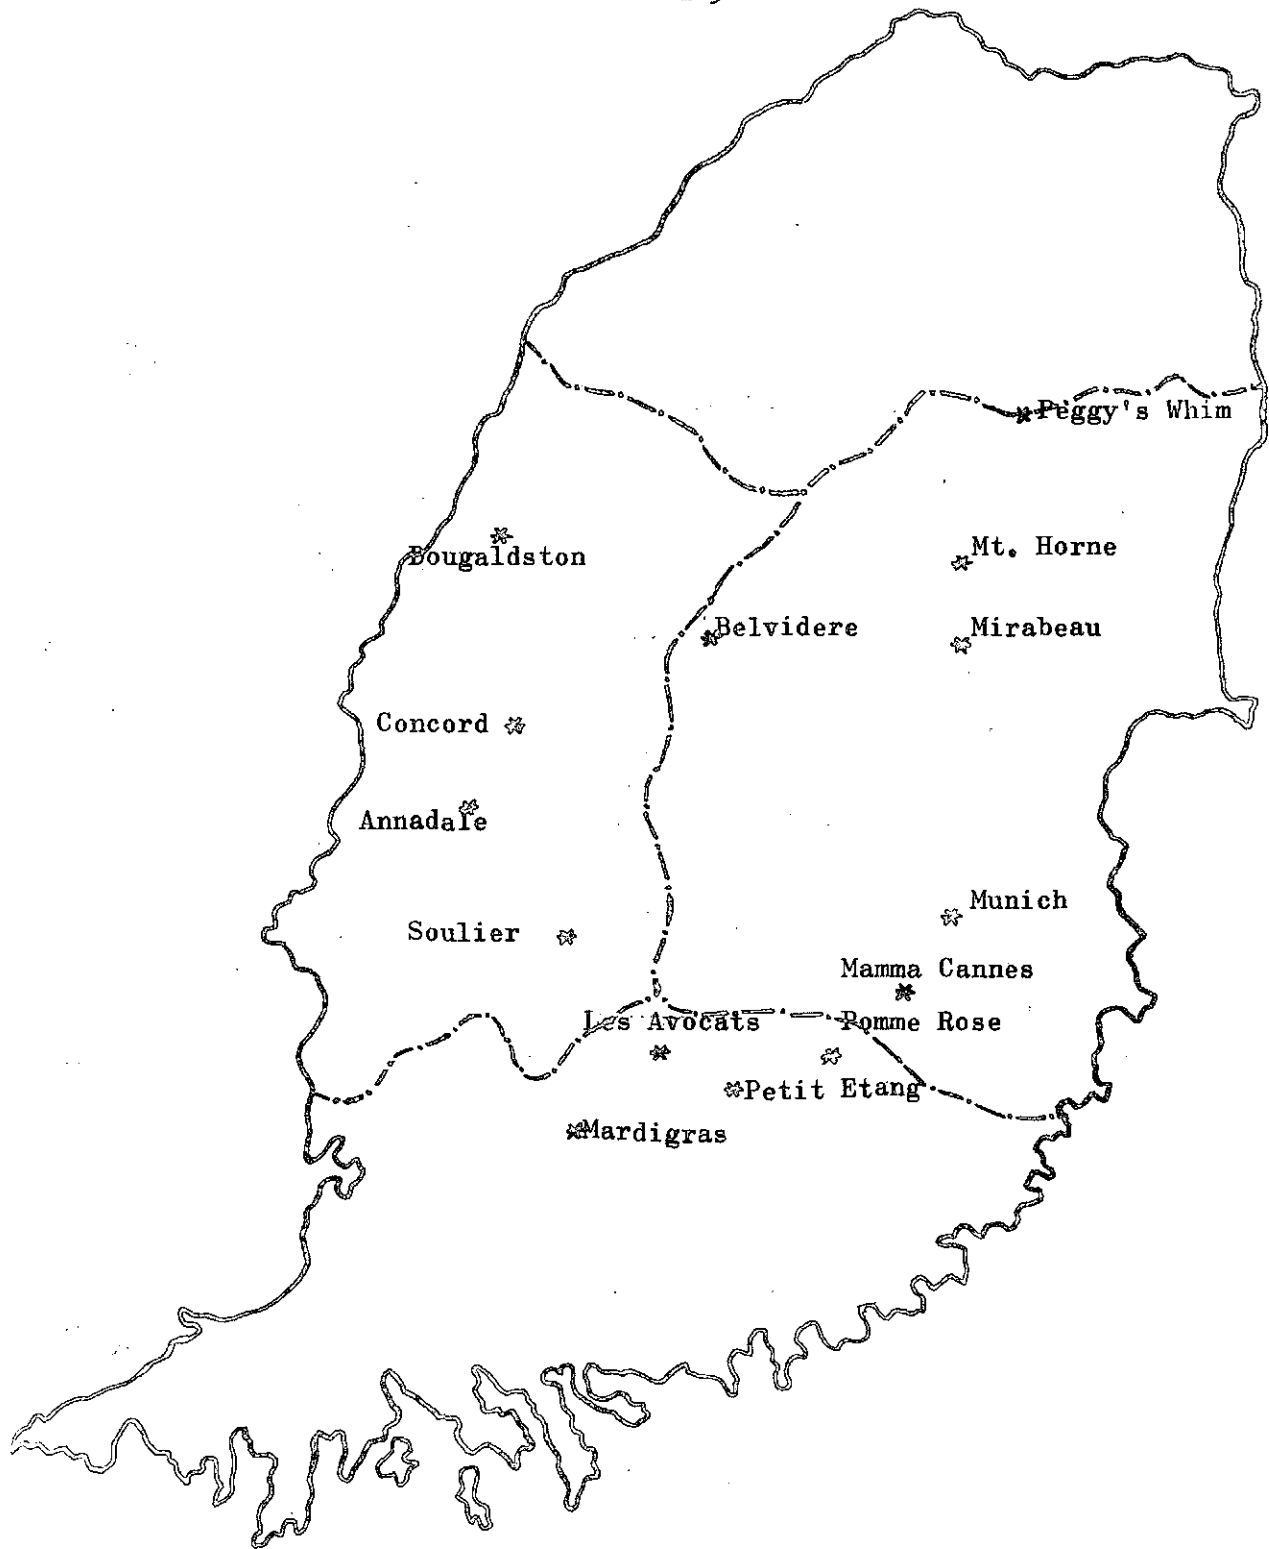 Peggy's Whim
Mt. Horne
Dougaldston
Belvidere
Mirabeau
Concord
Annadale
Munich
Soulier
Mamma Cannes
Les Avocats
Pomme Rose
Petit Etang
Mardigras